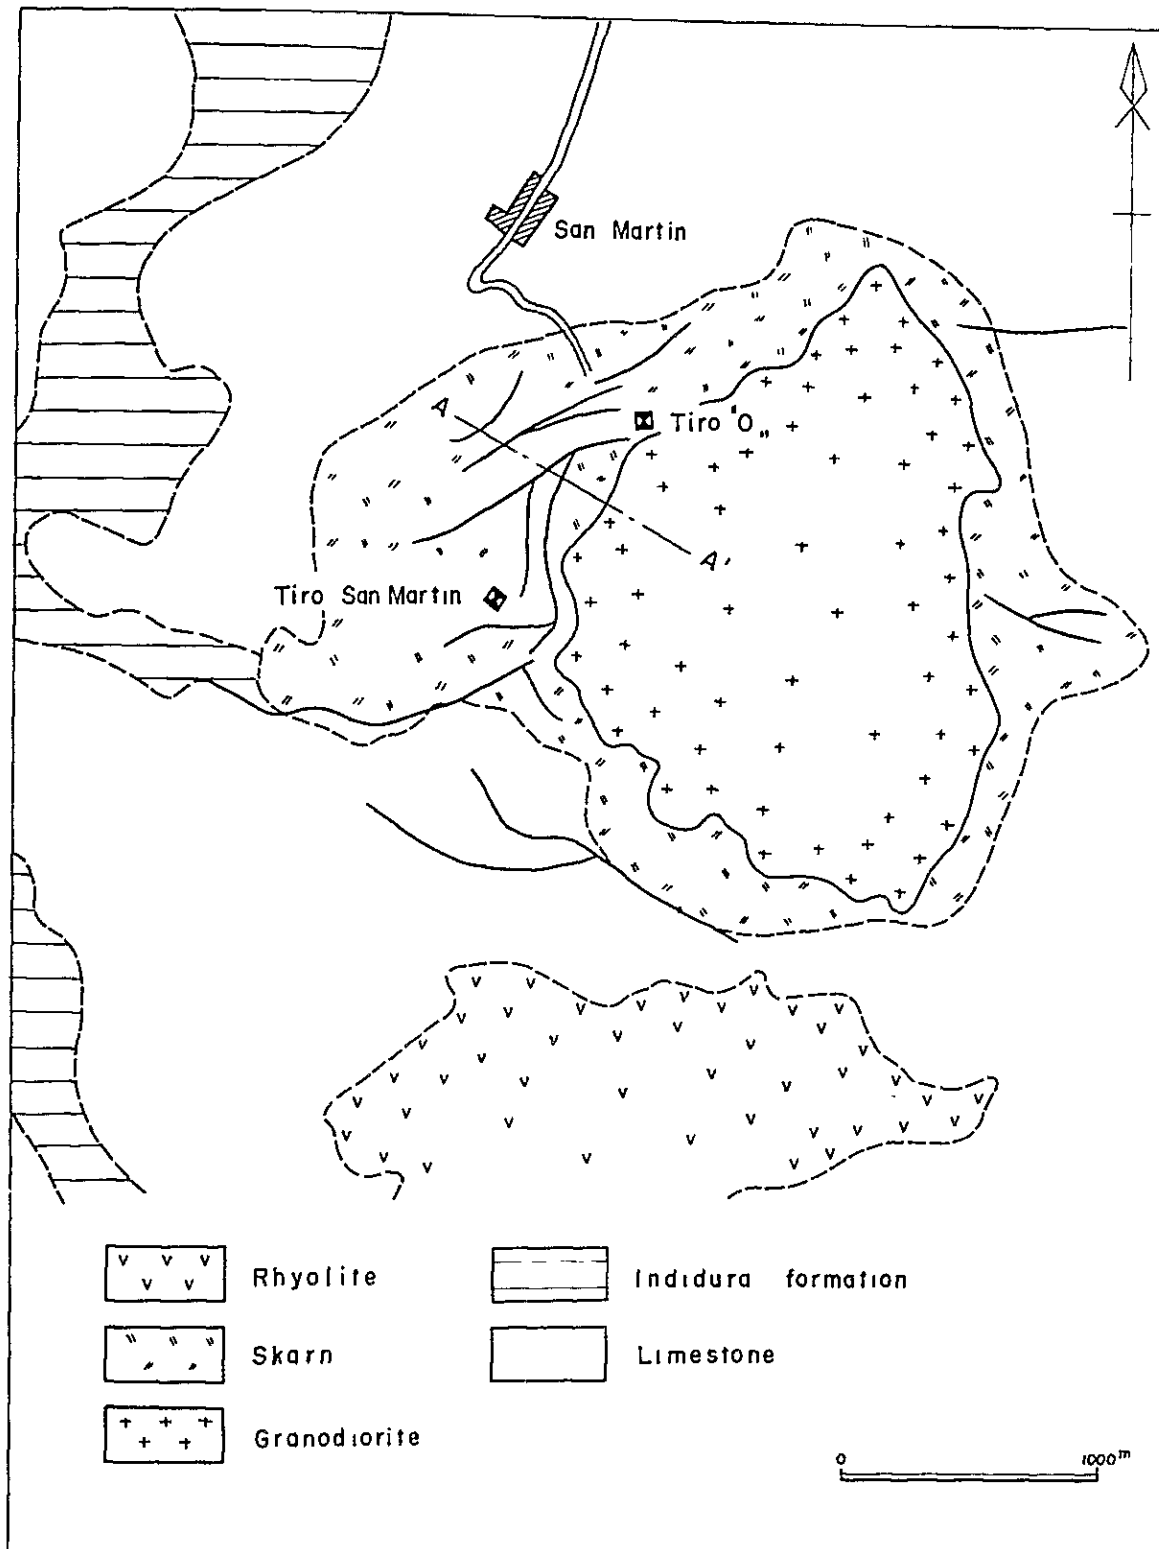 San Martin
A
Tiro "O"
A'
Tiro San Martin
Rhyolite
Indidura formation
Skarn
Limestone
Granodiorite
0 1000m